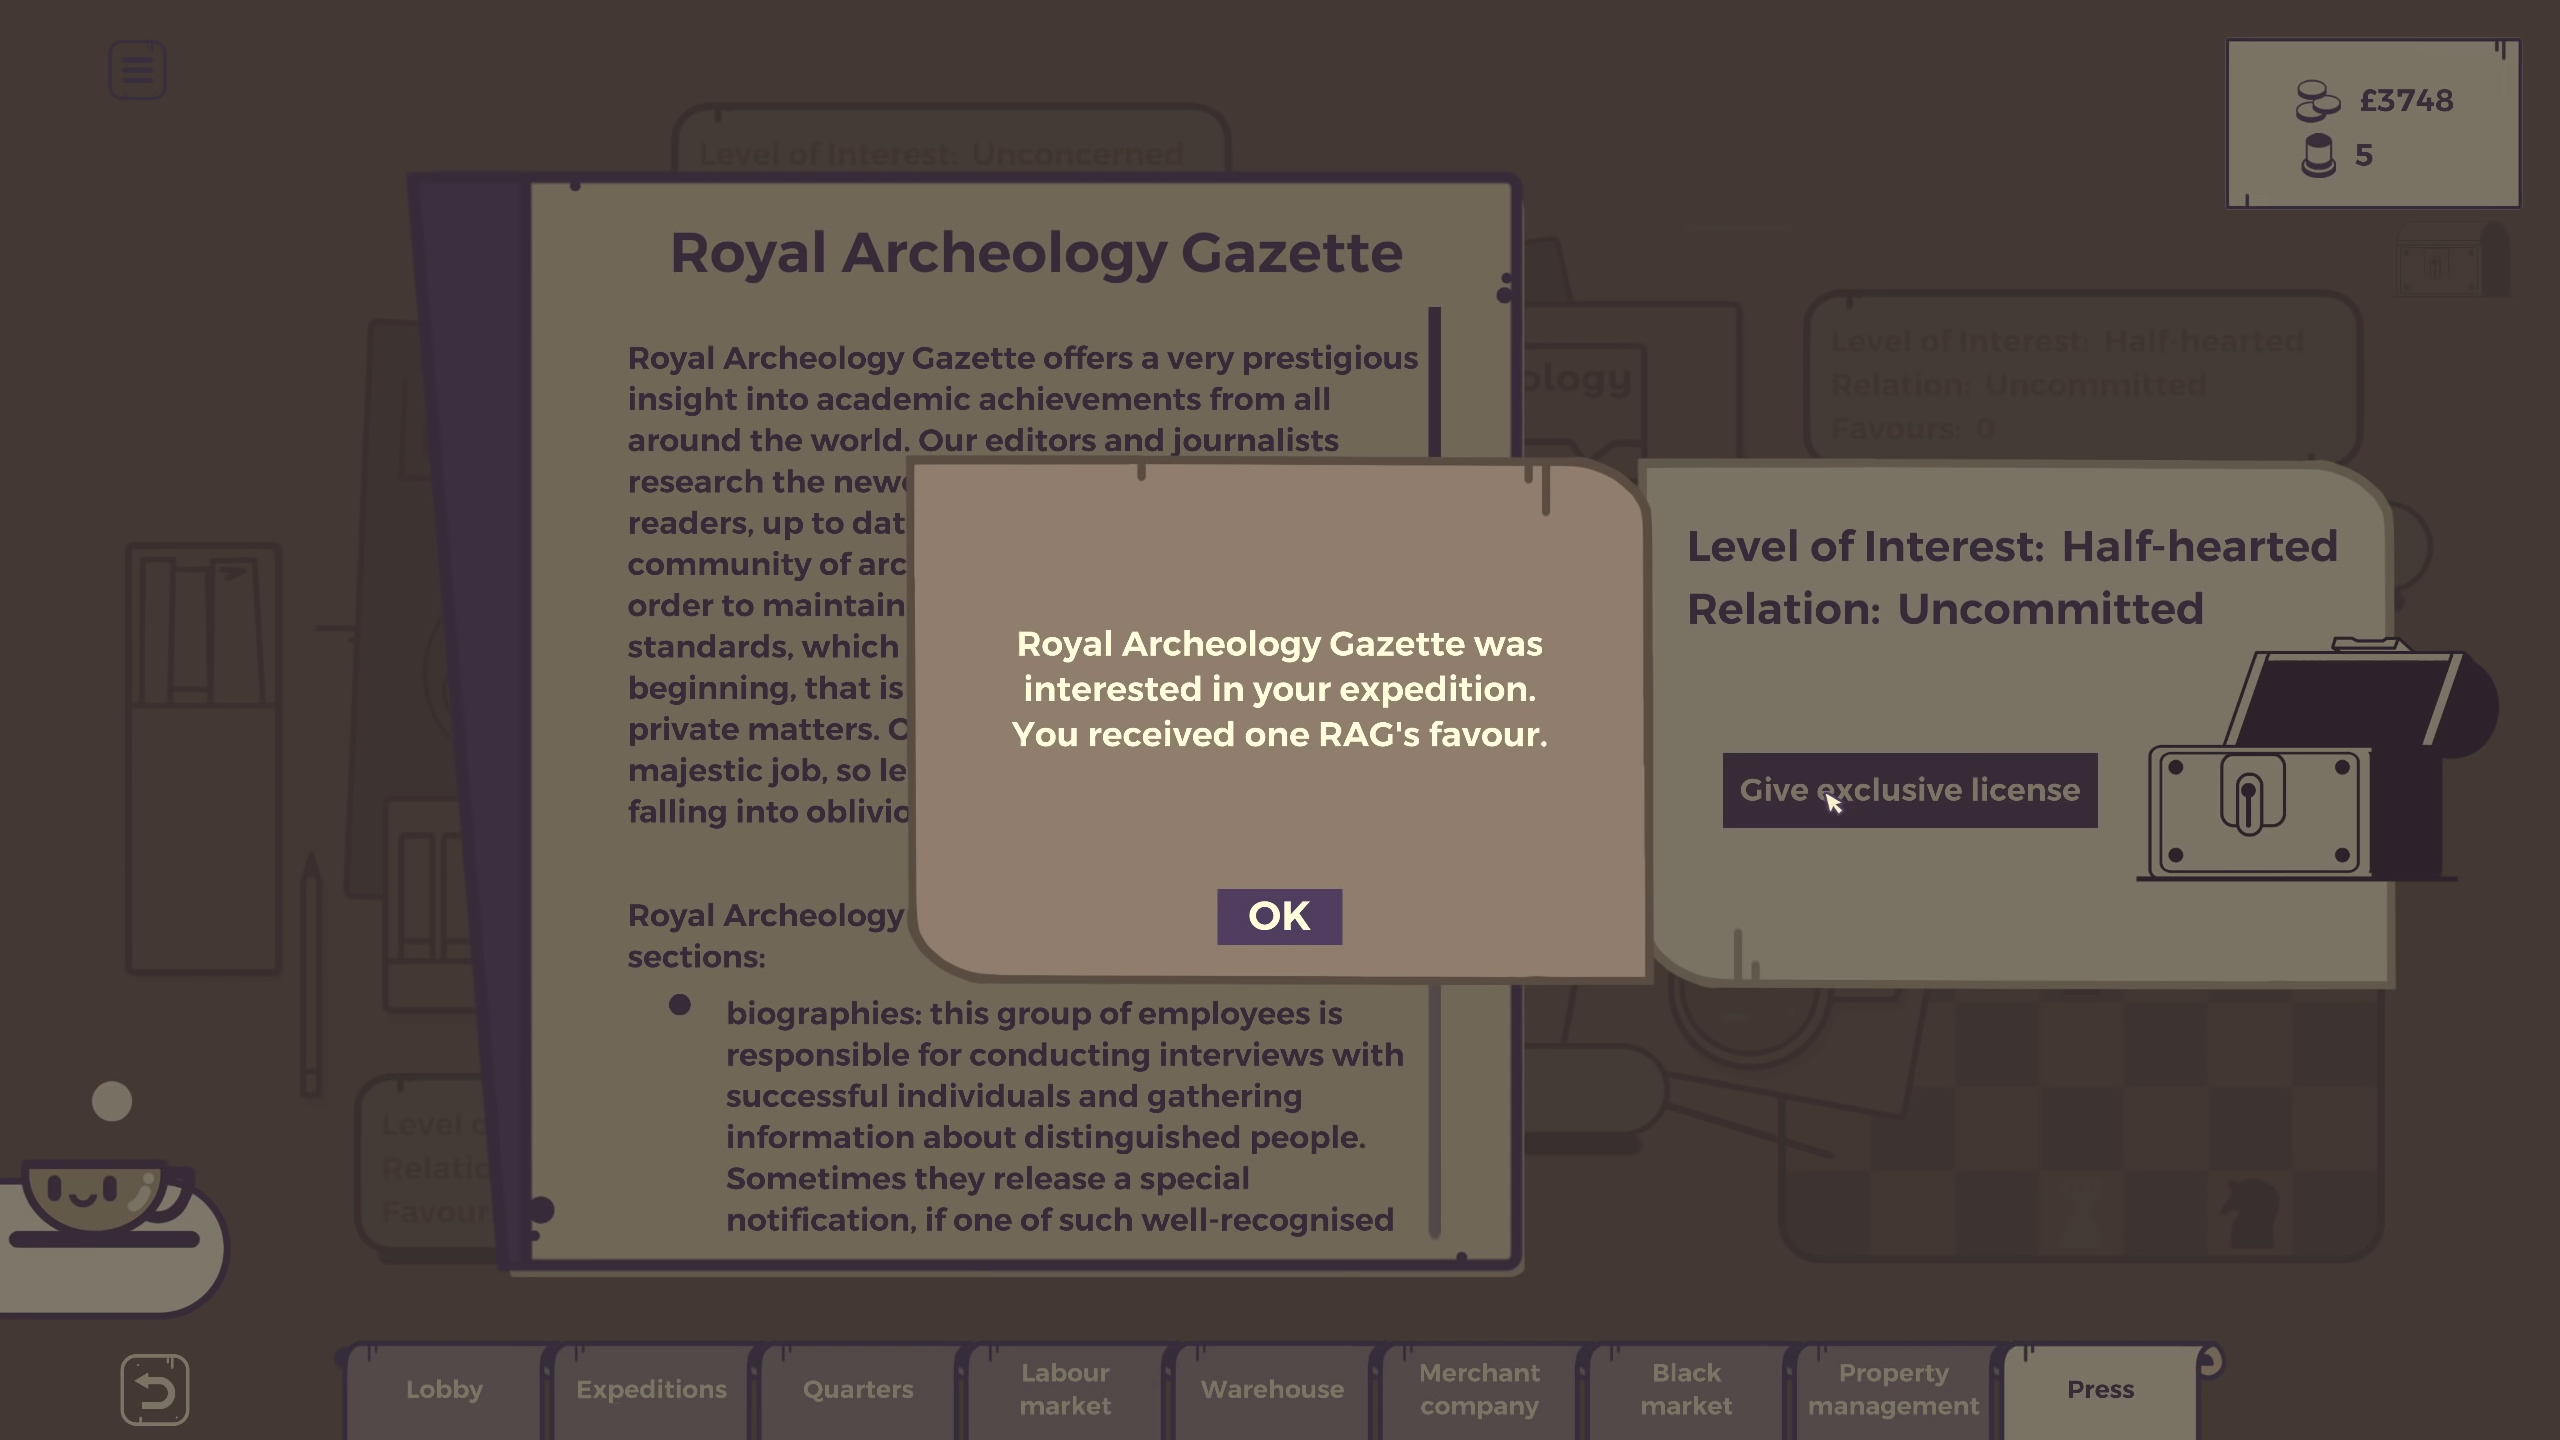 £3748
5
Level of Interest: Unconcerned
Royal Archeology Gazette
Royal Archeology Gazette offers a very prestigious
insight into academic achievements from all
around the world. Our editors and journalists
research the
readers, up to
community of
order to maintain
standards, which
beginning, that is
private matters.
majestic job, so
falling into
Royal Archeology
sections:
biographies: this group of employees is
responsible for conducting interviews with
successful individuals and gathering
information about distinguished people.
Sometimes they release a special
notification, if one of such well-recognised
ology
Level of Interest: Half-hearted
Relation: Uncommitted
Favours: 0
Royal Archeology Gazette was
interested in your expedition.
You received one RAG's favour.
OK
Level of Interest: Half-hearted
Relation: Uncommitted
Give exclusive license
Level
Lobby
Expeditions
Quarters
Labour
market
Warehouse
Merchant
company
Black
market
Property
management
Press